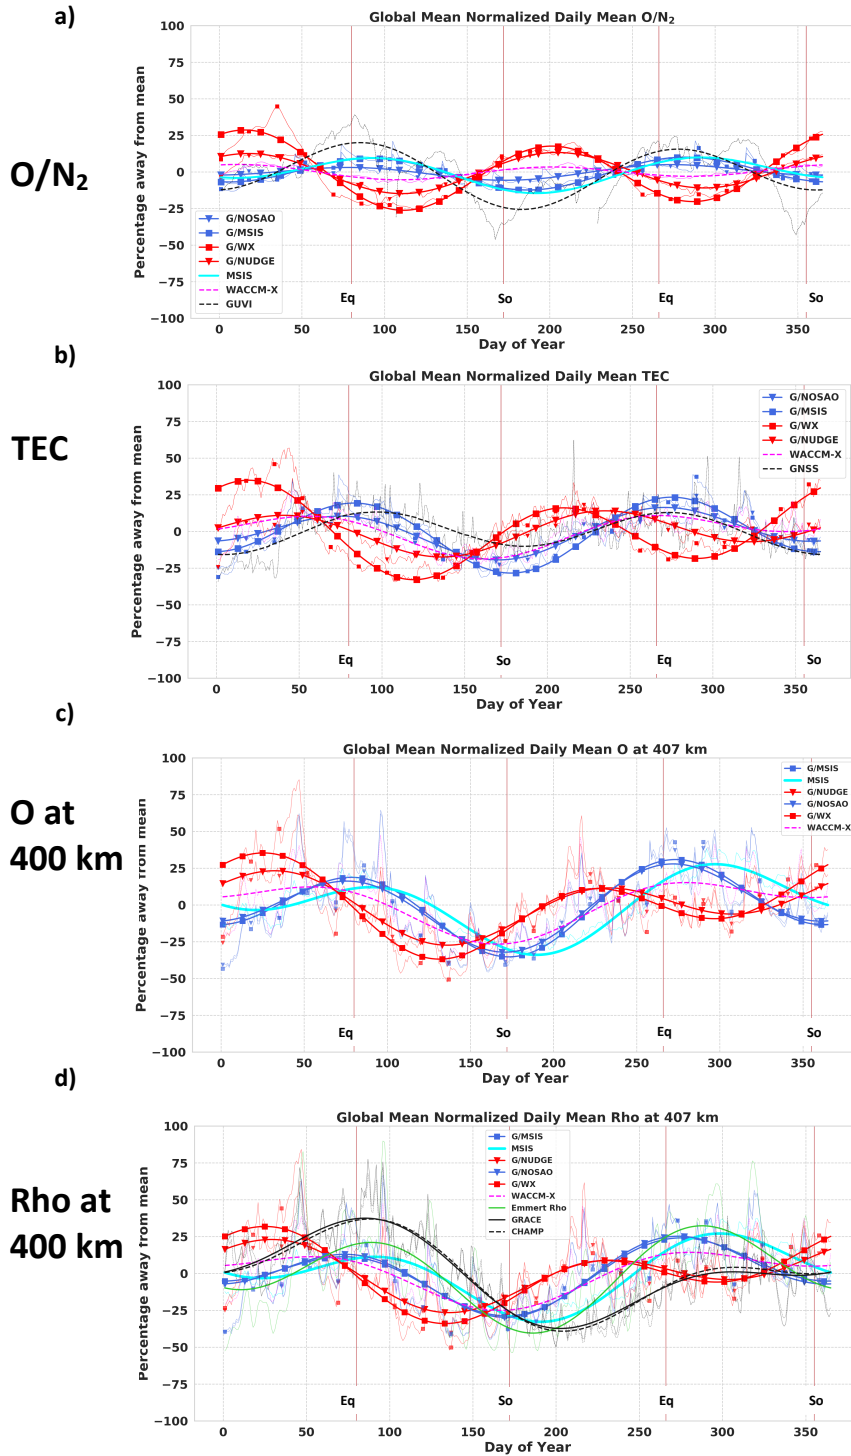 a)
Global Mean Normalized Daily Mean O/N₂
O/N₂
Percentage away from mean
100
75
50
25
0
−25
−50
−75
−100
G/NOSAO
G/MSIS
G/WX
G/NUDGE
MSIS
WACCM-X
GUVI
Eq
So
Eq
So
0
50
100
150
200
250
300
350
Day of Year
b)
Global Mean Normalized Daily Mean TEC
TEC
Percentage away from mean
100
75
50
25
0
−25
−50
−75
−100
G/NOSAO
G/MSIS
G/WX
G/NUDGE
WACCM-X
GNSS
Eq
So
Eq
So
0
50
100
150
200
250
300
350
Day of Year
c)
Global Mean Normalized Daily Mean O at 407 km
O at
400 km
Percentage away from mean
100
75
50
25
0
−25
−50
−75
−100
G/MSIS
MSIS
G/NUDGE
G/NOSAO
G/WX
WACCM-X
Eq
So
Eq
So
0
50
100
150
200
250
300
350
Day of Year
d)
Global Mean Normalized Daily Mean Rho at 407 km
Rho at
400 km
Percentage away from mean
100
75
50
25
0
−25
−50
−75
−100
G/MSIS
MSIS
G/NUDGE
G/NOSAO
G/WX
WACCM-X
Emmert Rho
GRACE
CHAMP
Eq
So
Eq
So
0
50
100
150
200
250
300
350
Day of Year